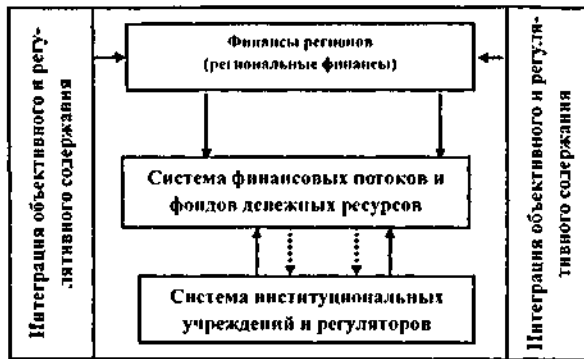 Интеграция объективного и регу-
лятивного содержания
Финансы регионов
(региональные финансы)
Система финансовых потоков и
фондов денежных ресурсов
Система институциональных
учреждений и регуляторов
Интеграция объективного и регуля-
тивного содержания